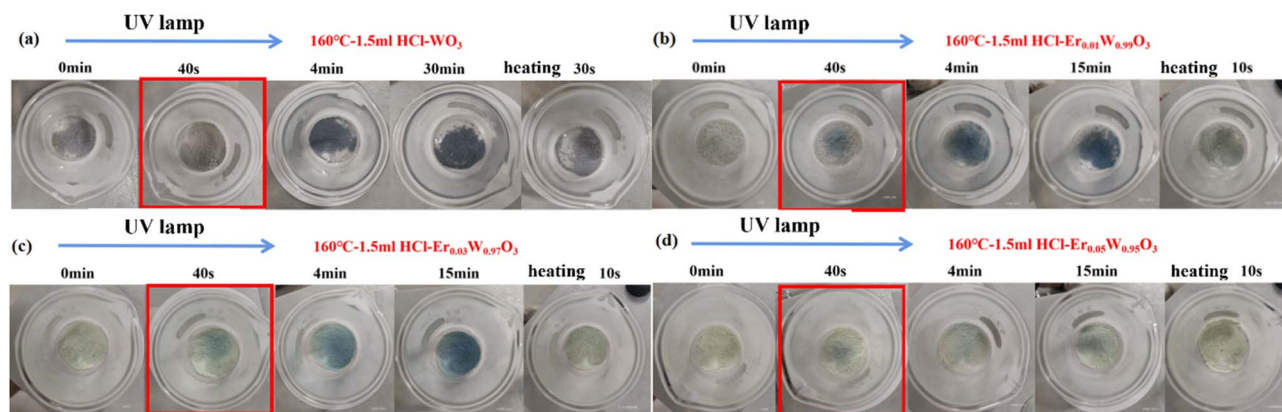 (a) UV lamp
160℃-1.5ml HCl-WO₃
0min 40s 4min 30min heating 30s
(b) UV lamp
160℃-1.5ml HCl-Er₀.₀₁W₀.₉₉O₃
0min 40s 4min 15min heating 10s
(c) UV lamp
160℃-1.5ml HCl-Er₀.₀₃W₀.₉₇O₃
0min 40s 4min 15min heating 10s
(d) UV lamp
160℃-1.5ml HCl-Er₀.₀₅W₀.₉₅O₃
0min 40s 4min 15min heating 10s